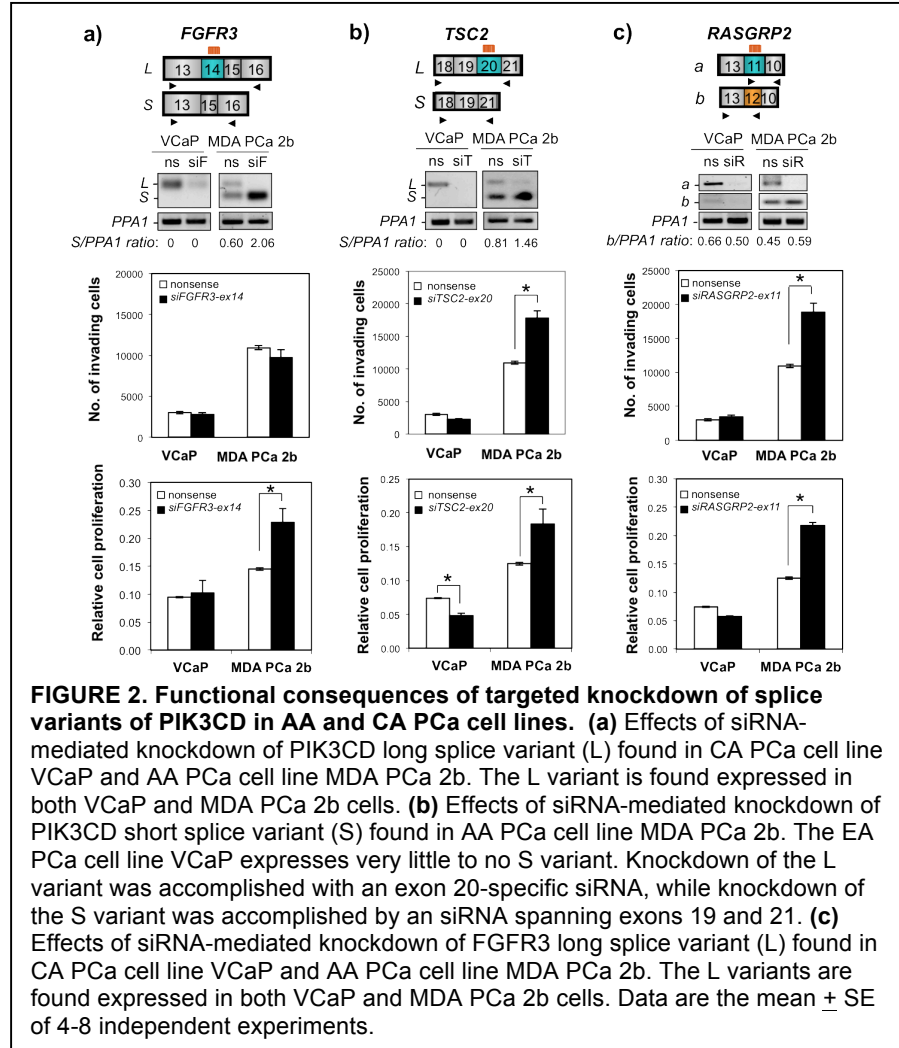 a) FGFR3
L 13 14 15 16
S 13 15 16
VCaP MDA PCa 2b
ns siF ns siF
L
S
PPA1
S/PPA1 ratio: 0 0 0.60 2.06
No. of invading cells
20000
15000
10000
5000
0
nonsense
siFGFR3-ex14
VCaP MDA PCa 2b
Relative cell proliferation
0.30
0.25
0.20
0.15
0.10
0.05
0.00
nonsense
siFGFR3-ex14
*
VCaP MDA PCa 2b
b) TSC2
L 18 19 20 21
S 18 19 21
VCaP MDA PCa 2b
ns siT ns siT
L
S
PPA1
S/PPA1 ratio: 0 0 0.81 1.46
No. of invading cells
25000
20000
15000
10000
5000
0
nonsense
siTSC2-ex20
*
VCaP MDA PCa 2b
Relative cell proliferation
0.25
0.20
0.15
0.10
0.05
0.00
nonsense
siTSC2-ex20
* *
VCaP MDA PCa 2b
c) RASGRP2
a 13 11 10
b 13 12 10
VCaP MDA PCa 2b
ns siR ns siR
a
b
PPA1
b/PPA1 ratio: 0.66 0.50 0.45 0.59
No. of invading cells
25000
20000
15000
10000
5000
0
nonsense
siRASGRP2-ex11
*
VCaP MDA PCa 2b
Relative cell proliferation
0.25
0.20
0.15
0.10
0.05
0.00
nonsense
siRASGRP2-ex11
*
VCaP MDA PCa 2b
FIGURE 2. Functional consequences of targeted knockdown of splice
variants of PIK3CD in AA and CA PCa cell lines. (a) Effects of siRNA-
mediated knockdown of PIK3CD long splice variant (L) found in CA PCa cell line
VCaP and AA PCa cell line MDA PCa 2b. The L variant is found expressed in
both VCaP and MDA PCa 2b cells. (b) Effects of siRNA-mediated knockdown of
PIK3CD short splice variant (S) found in AA PCa cell line MDA PCa 2b. The EA
PCa cell line VCaP expresses very little to no S variant. Knockdown of the L
variant was accomplished with an exon 20-specific siRNA, while knockdown of
the S variant was accomplished by an siRNA spanning exons 19 and 21. (c)
Effects of siRNA-mediated knockdown of FGFR3 long splice variant (L) found in
CA PCa cell line VCaP and AA PCa cell line MDA PCa 2b. The L variants are
found expressed in both VCaP and MDA PCa 2b cells. Data are the mean + SE
of 4-8 independent experiments.